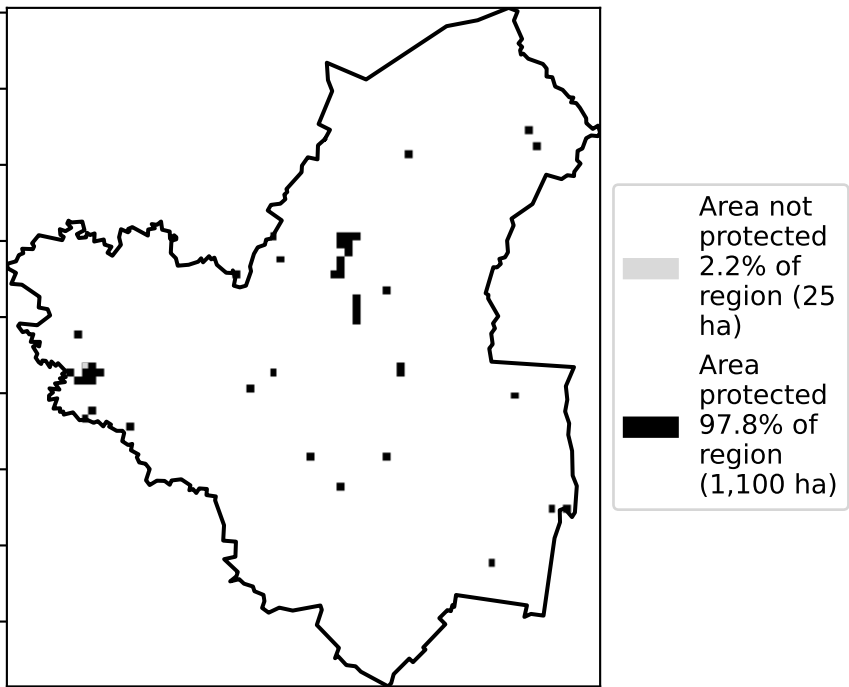 Area not
protected
2.2% of
region (25
ha)
Area
protected
97.8% of
region
(1,100 ha)